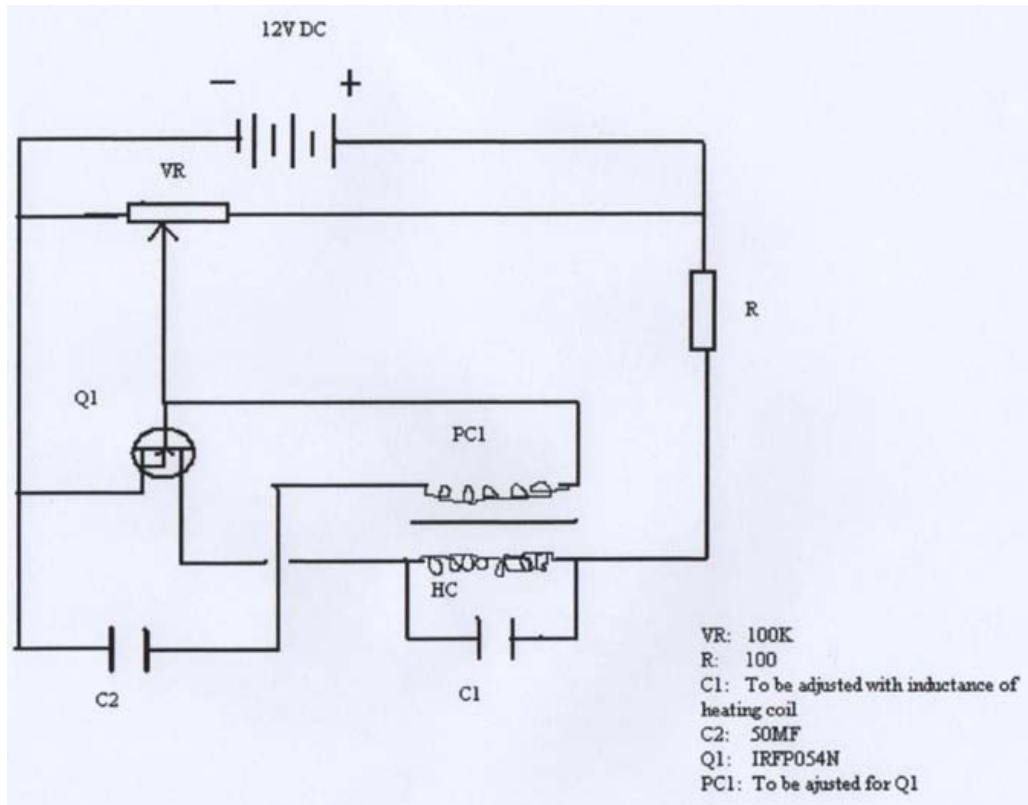 12V DC
− +
VR
R
Q1
PC1
HC
C2
C1
VR: 100K
R: 100
C1: To be adjusted with inductance of
heating coil
C2: 50MF
Q1: IRFP054N
PC1: To be ajusted for Q1